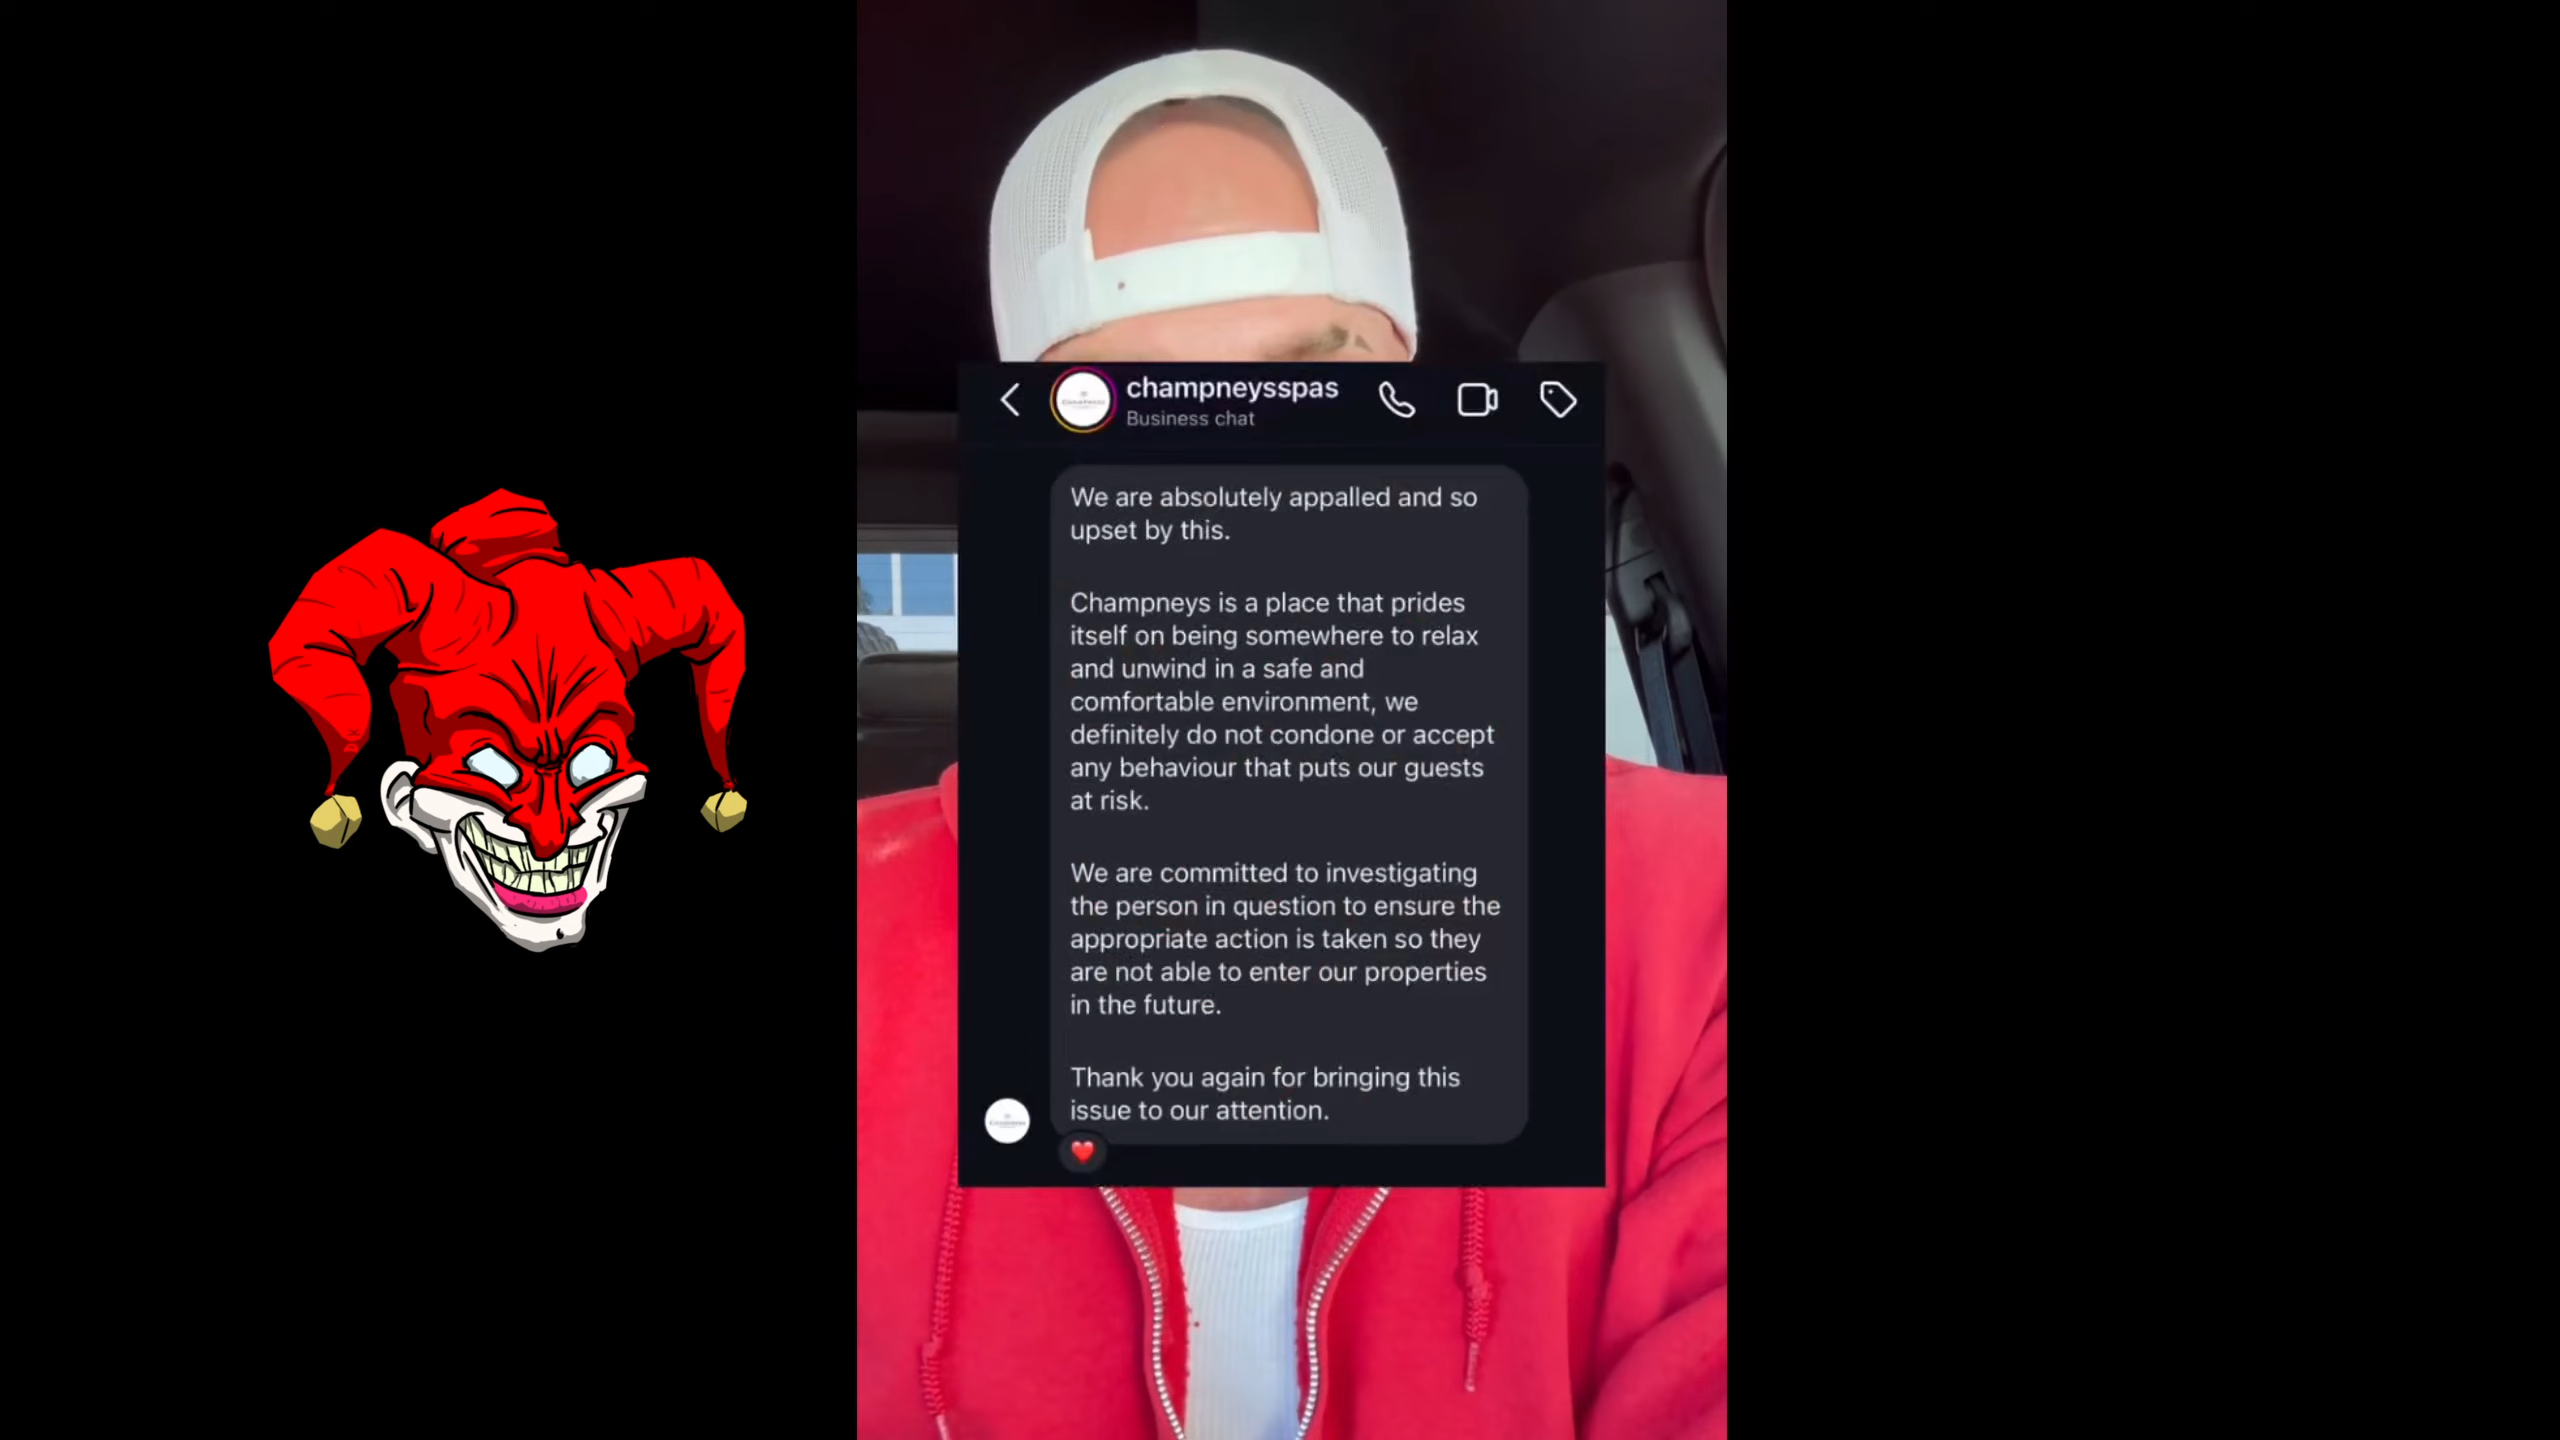 champneysspas
Business chat
We are absolutely appalled and so
upset by this.
Champneys is a place that prides
itself on being somewhere to relax
and unwind in a safe and
comfortable environment, we
definitely do not condone or accept
any behaviour that puts our guests
at risk.
We are committed to investigating
the person in question to ensure the
appropriate action is taken so they
are not able to enter our properties
in the future.
Thank you again for bringing this
issue to our attention.